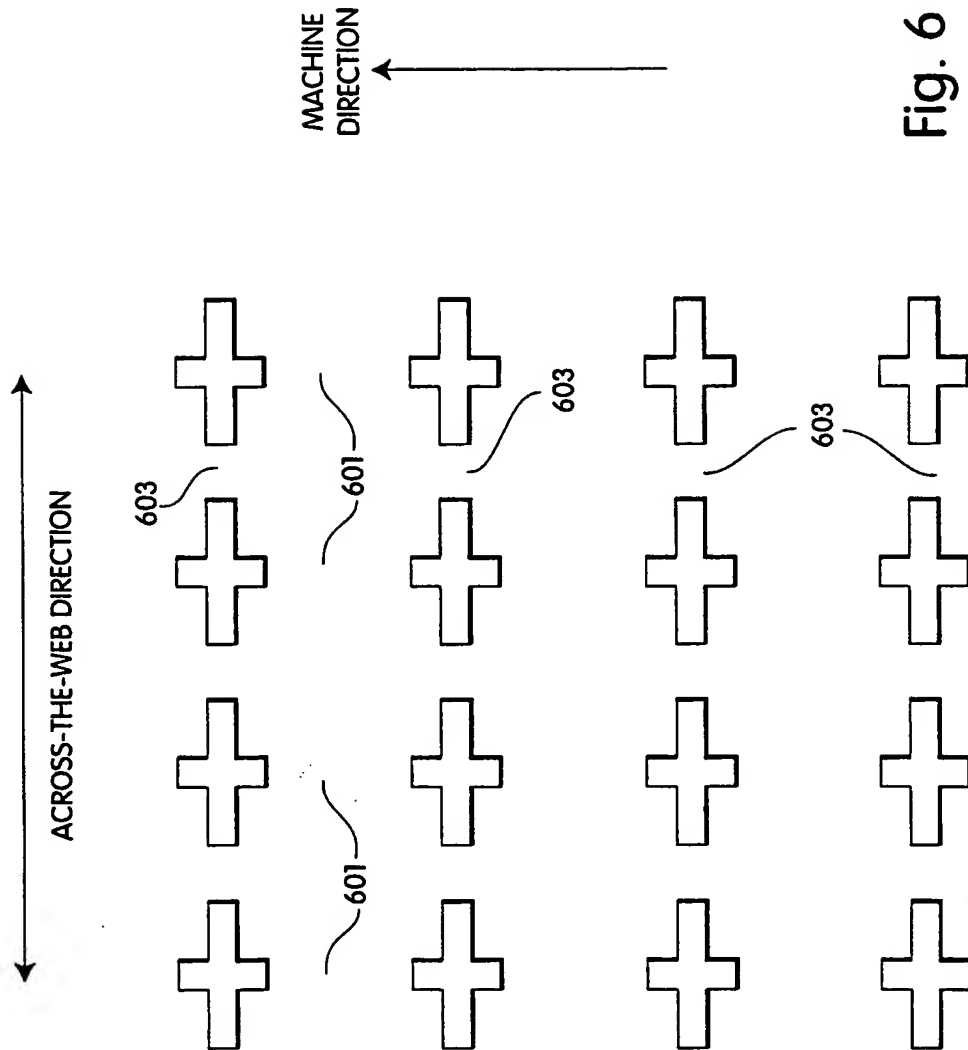 ACROSS-THE-WEB DIRECTION
603
MACHINE
DIRECTION
601
601
603
603
Fig. 6